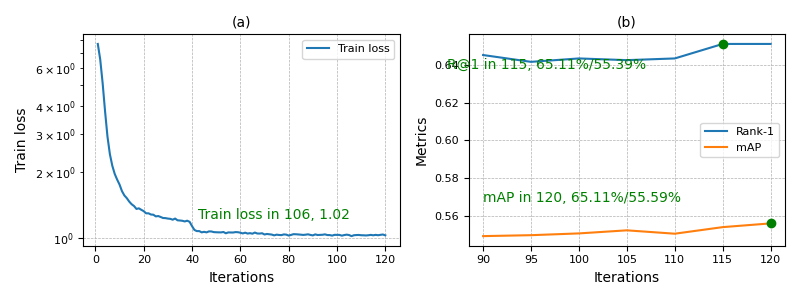 (a)
Train loss
6 × 10⁰
4 × 10⁰
3 × 10⁰
2 × 10⁰
10⁰
Train loss
Train loss in 106, 1.02
0 20 40 60 80 100 120
Iterations
(b)
Metrics
0.64
0.62
0.60
0.58
0.56
R@1 in 115, 65.11%/55.39%
Rank-1
mAP
mAP in 120, 65.11%/55.59%
90 95 100 105 110 115 120
Iterations